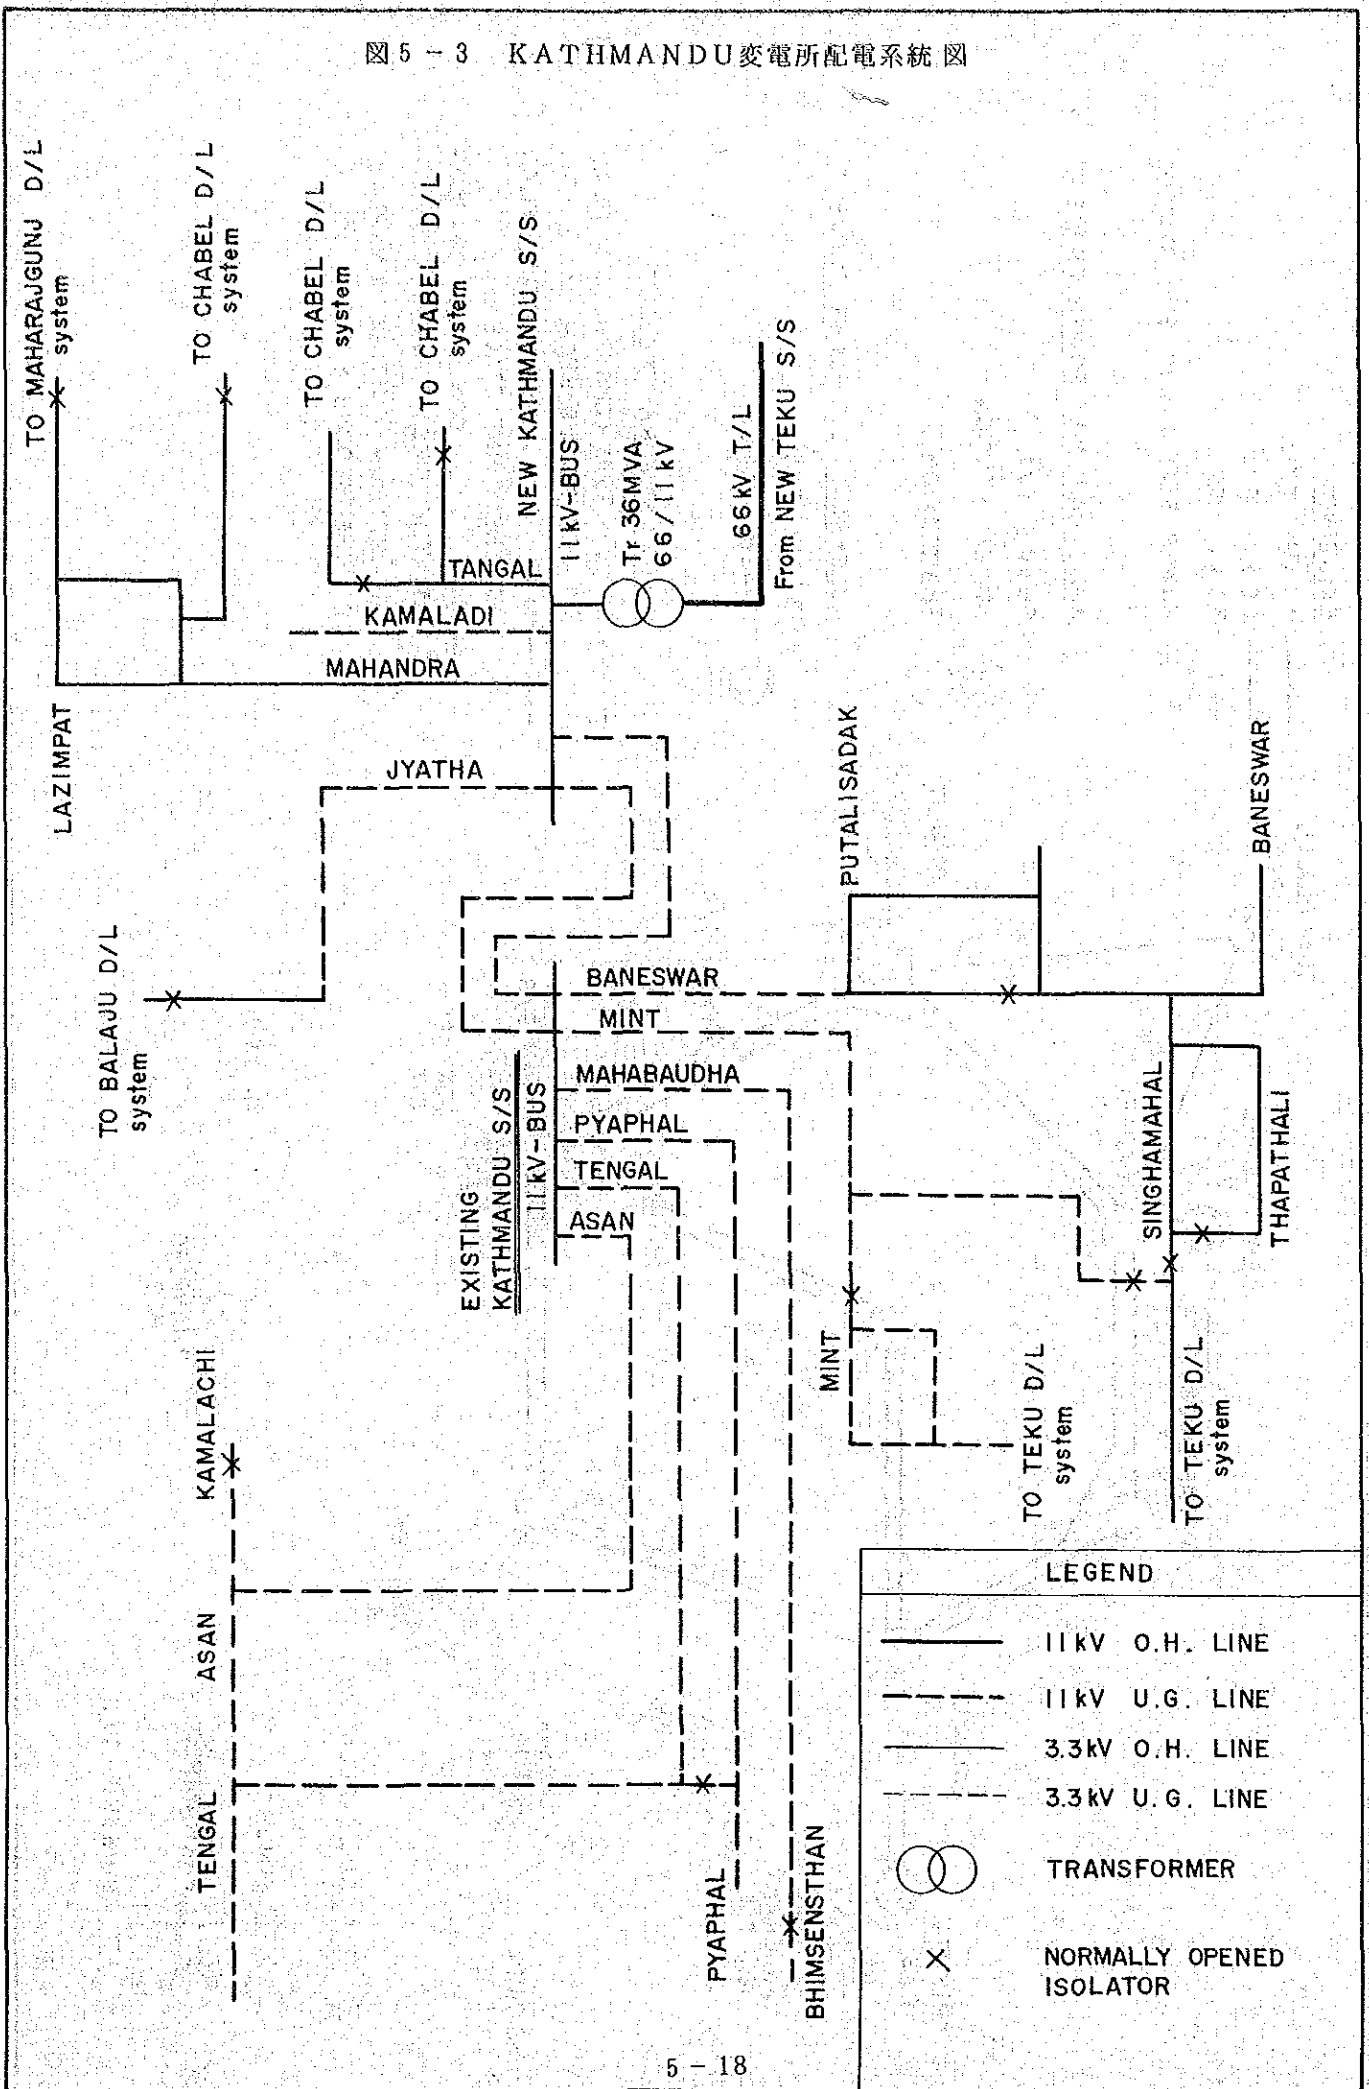 図5-3 KATHMANDU変電所配電系統図
TO MAHARAJGUNJ D/L
system
TO CHABEL D/L
system
TO CHABEL D/L
system
TO CHABEL D/L
system
NEW KATHMANDU S/S
11kV-BUS
Tr 36MVA
66/11kV
66kV T/L
From NEW TEKU S/S
TANGAL
KAMALADI
MAHANDRA
LAZIMPAT
JYATHA
TO BALAJU D/L
system
PUTALISADAK
BANESWAR
BANESWAR
MINT
MAHABAUDHA
PYAPHAL
TENGAL
ASAN
EXISTING
KATHMANDU S/S
11kV-BUS
SINGHAMAHAL
THAPATHALI
KAMALACHI
ASAN
TENGAL
MINT
TO TEKU D/L
system
TO TEKU D/L
system
PYAPHAL
BHIMSENSTHAN
LEGEND
11kV O.H. LINE
11kV U.G. LINE
3.3kV O.H. LINE
3.3kV U.G. LINE
TRANSFORMER
NORMALLY OPENED
ISOLATOR
5-18